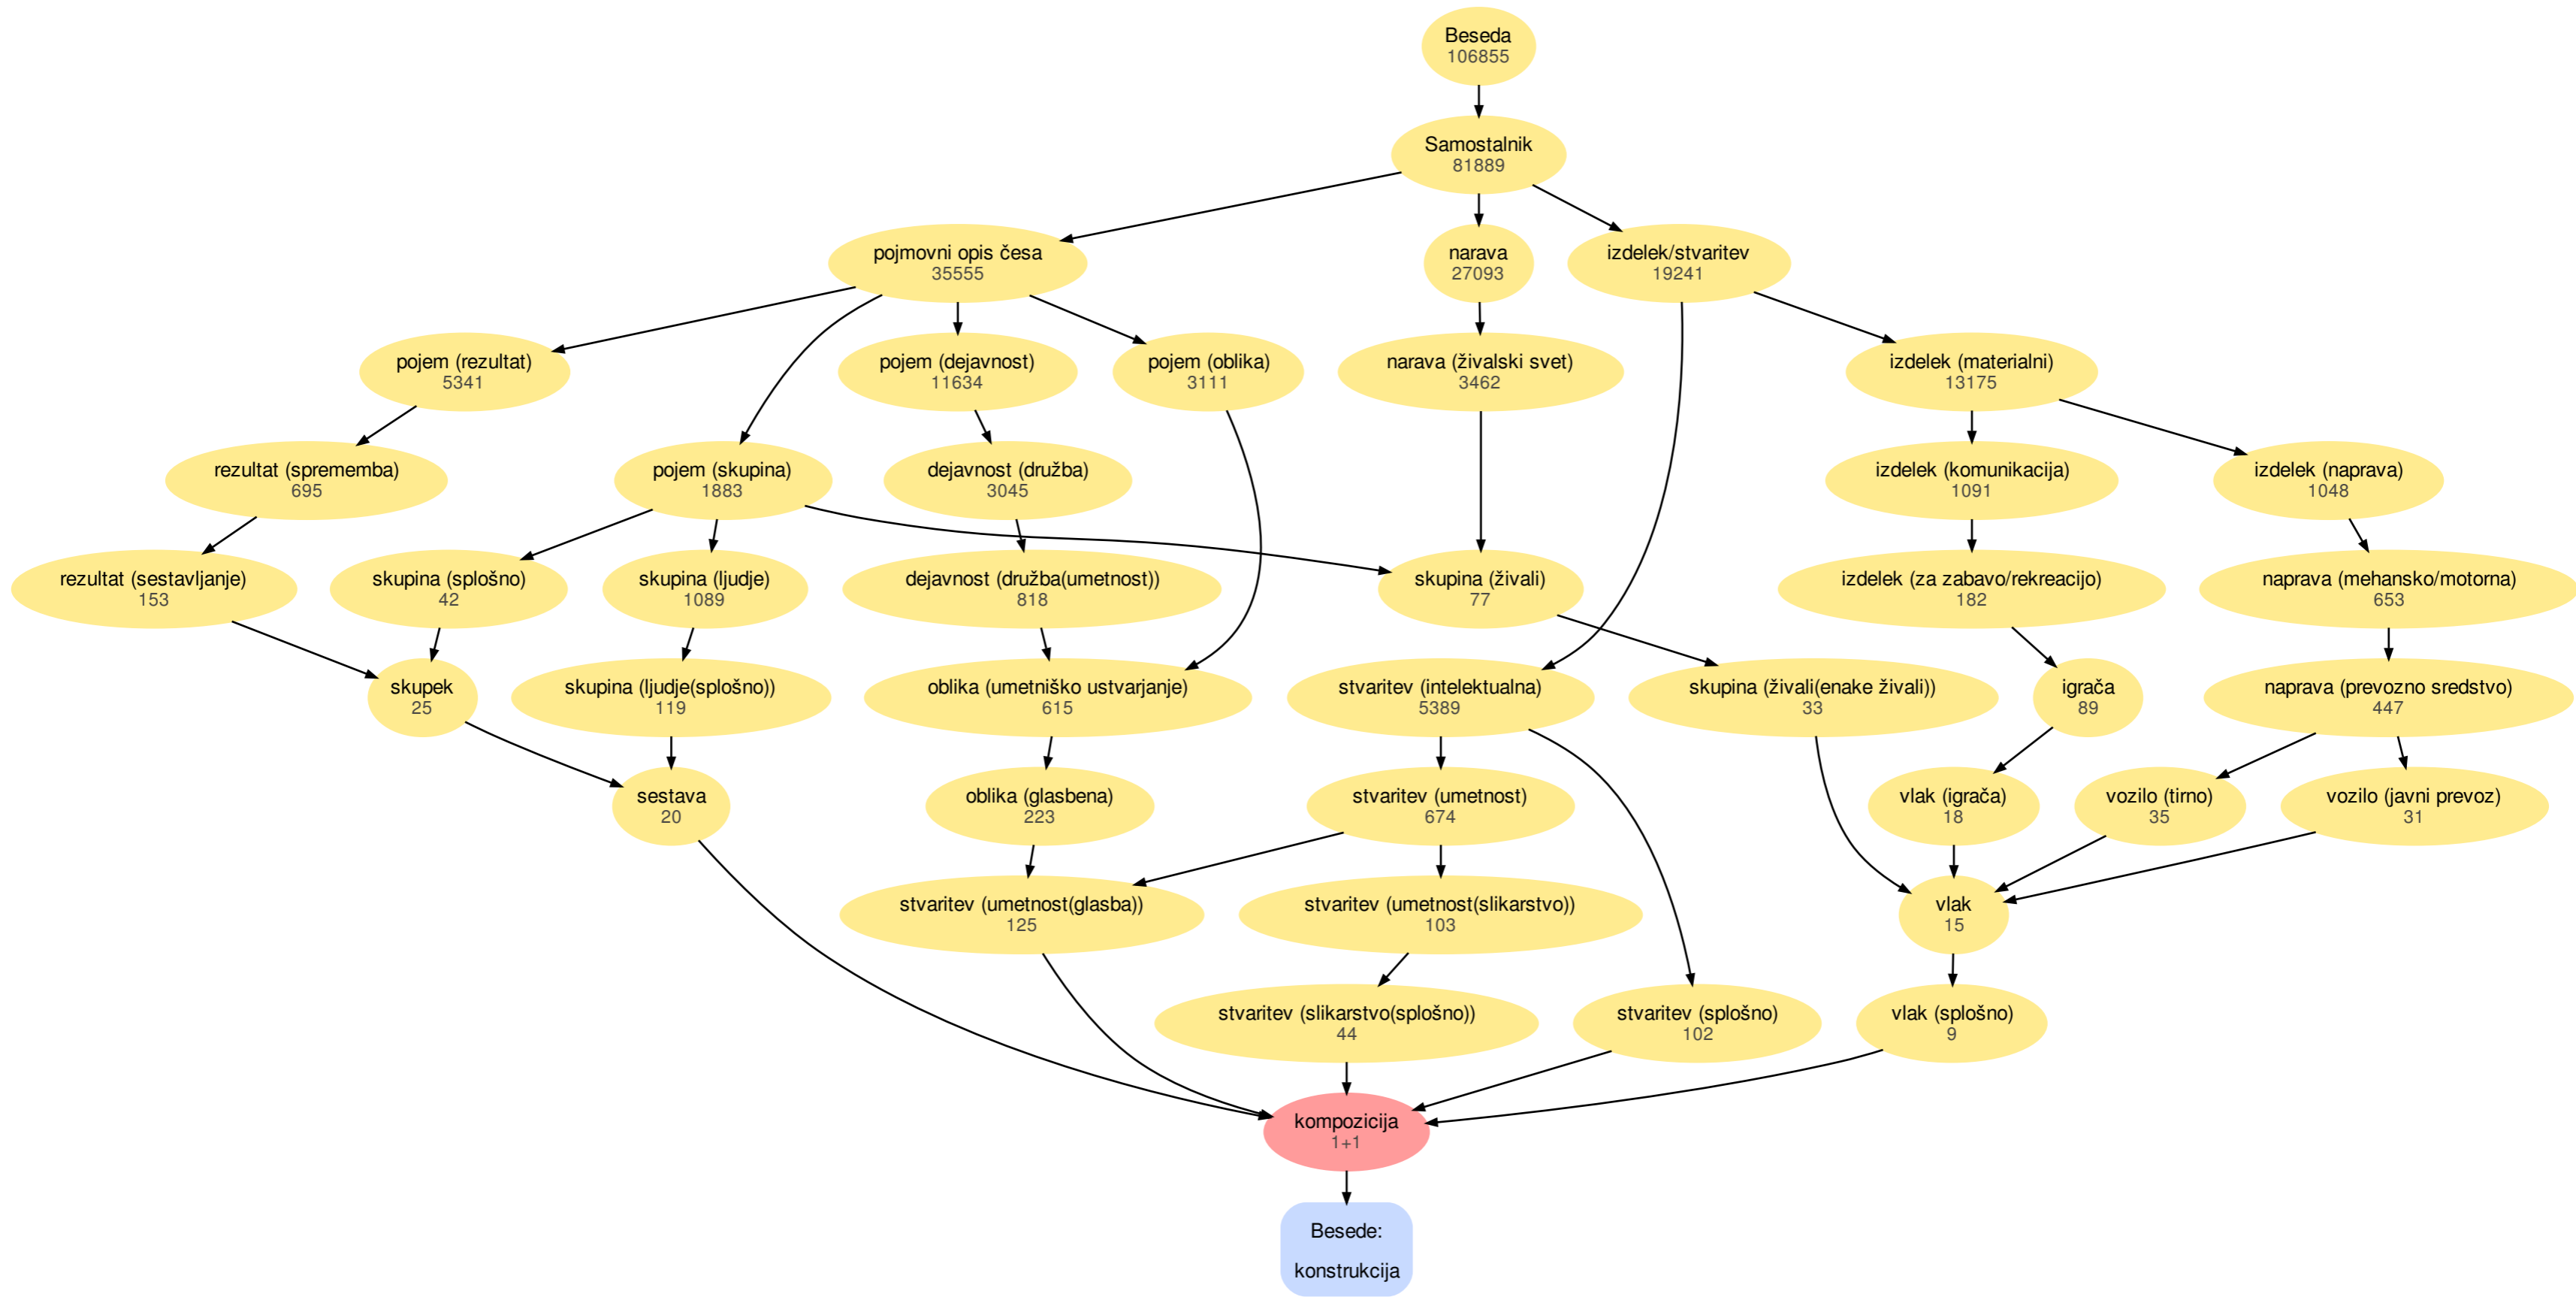 Beseda
106855
Samostalnik
81889
pojmovni opis česa
35555
narava
27093
izdelek/stvaritev
19241
pojem (rezultat)
5341
pojem (dejavnost)
11634
pojem (oblika)
3111
narava (živalski svet)
3462
izdelek (materialni)
13175
rezultat (sprememba)
695
pojem (skupina)
1883
dejavnost (družba)
3045
izdelek (komunikacija)
1091
izdelek (naprava)
1048
rezultat (sestavljanje)
153
skupina (splošno)
42
skupina (ljudje)
1089
dejavnost (družba(umetnost))
818
skupina (živali)
77
izdelek (za zabavo/rekreacijo)
182
naprava (mehansko/motorna)
653
skupek
25
skupina (ljudje(splošno))
119
oblika (umetniško ustvarjanje)
615
stvaritev (intelektualna)
5389
skupina (živali(enake živali))
33
igrača
89
naprava (prevozno sredstvo)
447
sestava
20
oblika (glasbena)
223
stvaritev (umetnost)
674
vlak (igrača)
18
vozilo (tirno)
35
vozilo (javni prevoz)
31
stvaritev (umetnost(glasba))
125
stvaritev (umetnost(slikarstvo))
103
vlak
15
stvaritev (slikarstvo(splošno))
44
stvaritev (splošno)
102
vlak (splošno)
9
kompozicija
1+1
Besede:
konstrukcija